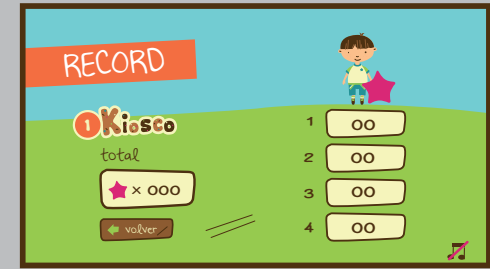 RECORD
1 Kiosco
total
× 000
volver
1 00
2 00
3 00
4 00